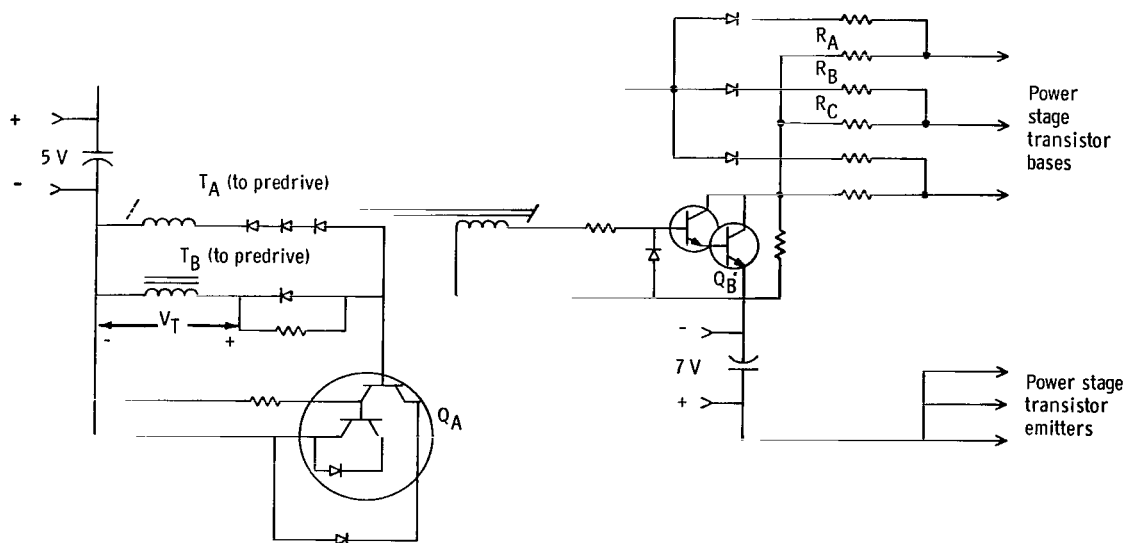 R_A
R_B
R_C
Power
stage
transistor
bases
+
5 V
-
T_A (to predrive)
T_B (to predrive)
V_T
- +
Q_A
Q_B
-
7 V
+
Power stage
transistor
emitters